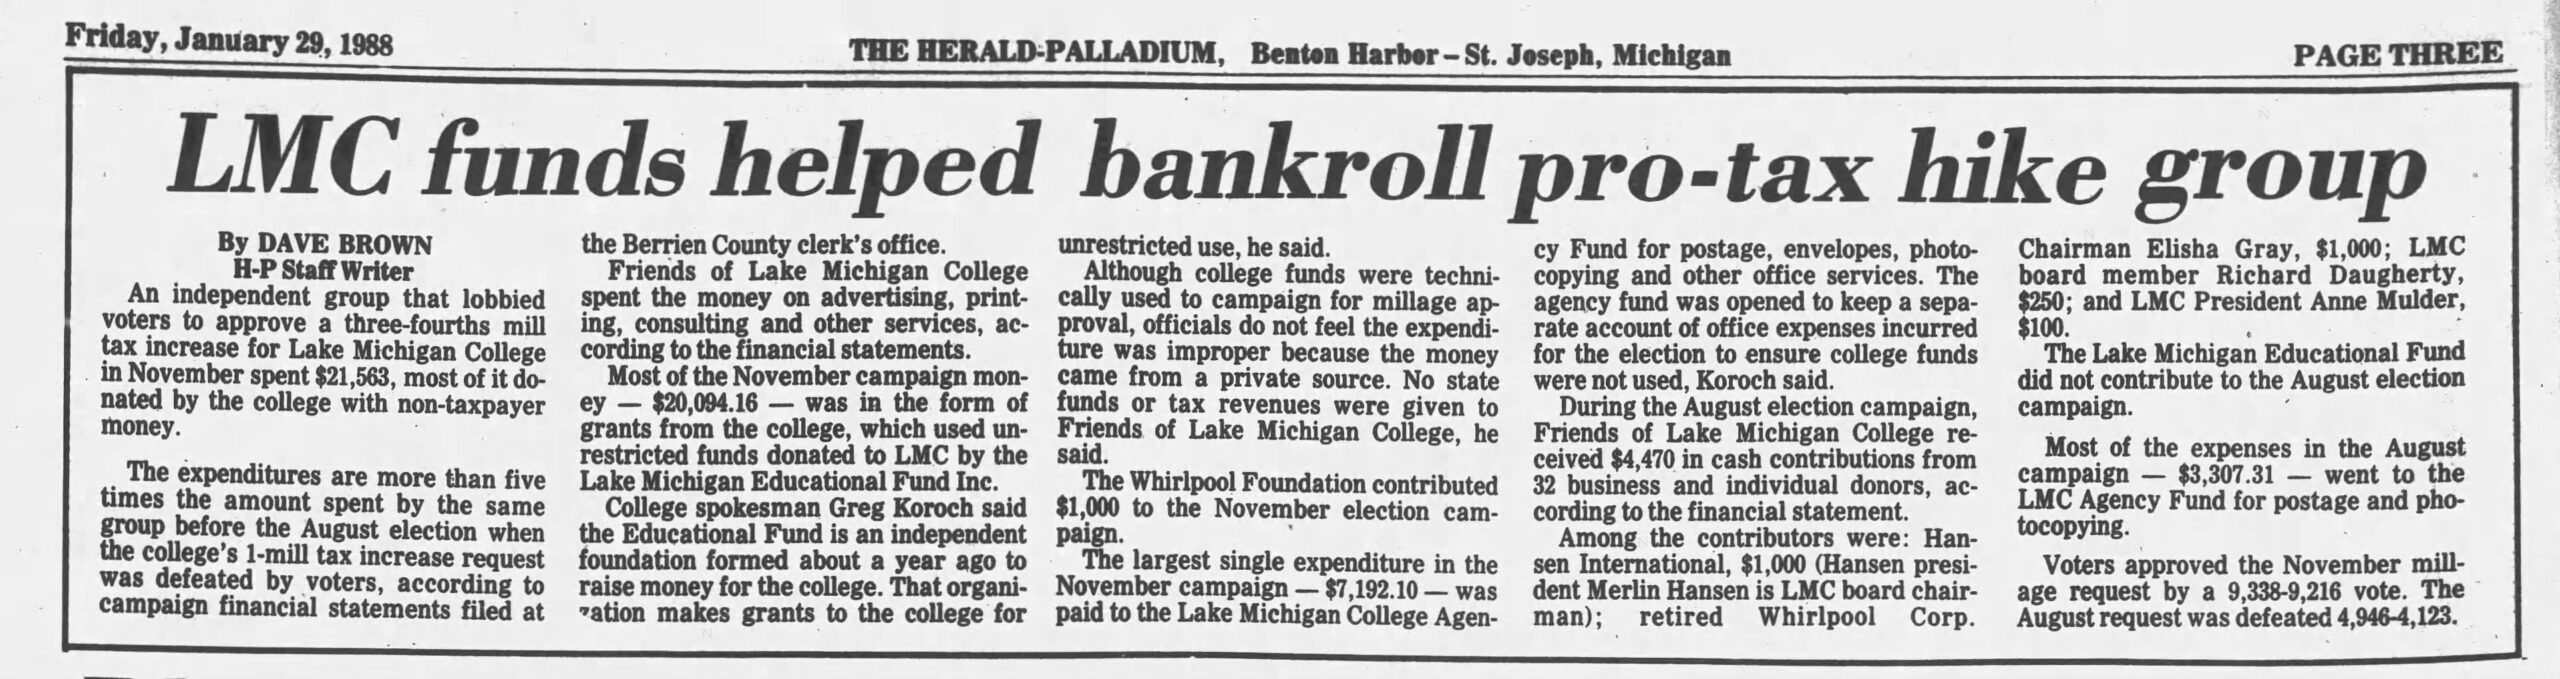 Friday, January 29, 1988
THE HERALD-PALLADIUM, Benton Harbor – St. Joseph, Michigan
PAGE THREE
LMC funds helped bankroll pro-tax hike group
By DAVE BROWN
H-P Staff Writer
An independent group that lobbied
voters to approve a three-fourths mill
tax increase for Lake Michigan College
in November spent $21,563, most of it do-
nated by the college with non-taxpayer
money.
The expenditures are more than five
times the amount spent by the same
group before the August election when
the college's 1-mill tax increase request
was defeated by voters, according to
campaign financial statements filed at
the Berrien County clerk's office.
Friends of Lake Michigan College
spent the money on advertising, print-
ing, consulting and other services, ac-
cording to the financial statements.
Most of the November campaign mon-
ey — $20,094.16 — was in the form of
grants from the college, which used un-
restricted funds donated to LMC by the
Lake Michigan Educational Fund Inc.
College spokesman Greg Koroch said
the Educational Fund is an independent
foundation formed about a year ago to
raise money for the college. That organi-
zation makes grants to the college for
unrestricted use, he said.
Although college funds were techni-
cally used to campaign for millage ap-
proval, officials do not feel the expendi-
ture was improper because the money
came from a private source. No state
funds or tax revenues were given to
Friends of Lake Michigan College, he
said.
The Whirlpool Foundation contributed
$1,000 to the November election cam-
paign.
The largest single expenditure in the
November campaign — $7,192.10 — was
paid to the Lake Michigan College Agen-
cy Fund for postage, envelopes, photo-
copying and other office services. The
agency fund was opened to keep a sepa-
rate account of office expenses incurred
for the election to ensure college funds
were not used, Koroch said.
During the August election campaign,
Friends of Lake Michigan College re-
ceived $4,470 in cash contributions from
32 business and individual donors, ac-
cording to the financial statement.
Among the contributors were: Han-
sen International, $1,000 (Hansen presi-
dent Merlin Hansen is LMC board chair-
man); retired Whirlpool Corp.
Chairman Elisha Gray, $1,000; LMC
board member Richard Daugherty,
$250; and LMC President Anne Mulder,
$100.
The Lake Michigan Educational Fund
did not contribute to the August election
campaign.
Most of the expenses in the August
campaign — $3,307.31 — went to the
LMC Agency Fund for postage and pho-
tocopying.
Voters approved the November mill-
age request by a 9,338-9,216 vote. The
August request was defeated 4,946-4,123.